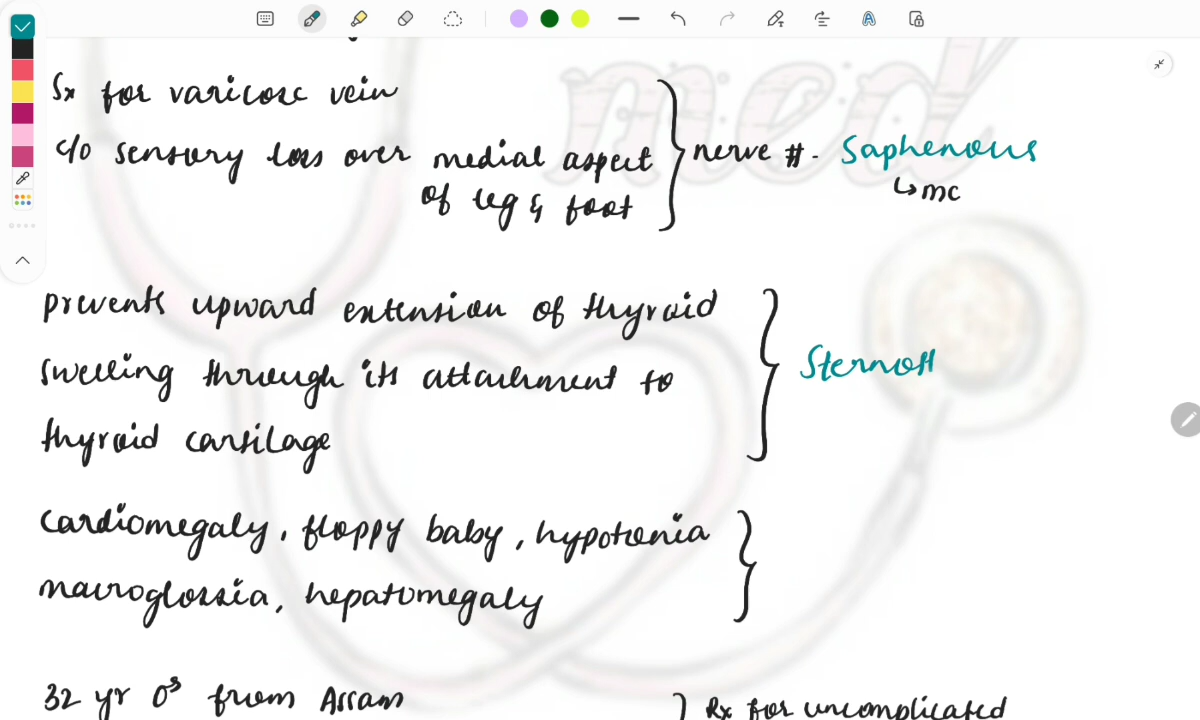 med
Sx for varicose vein
c/o sensory loss over medial aspect of leg & foot
nerve #. Saphenous
↳ mc
prevents upward extension of thyroid
swelling through its attachment to
thyroid cartilage
Sternoth
cardiomegaly, floppy baby, hypotonia
macroglossia, hepatomegaly
32 yr from Assam
Rx for uncomplicated